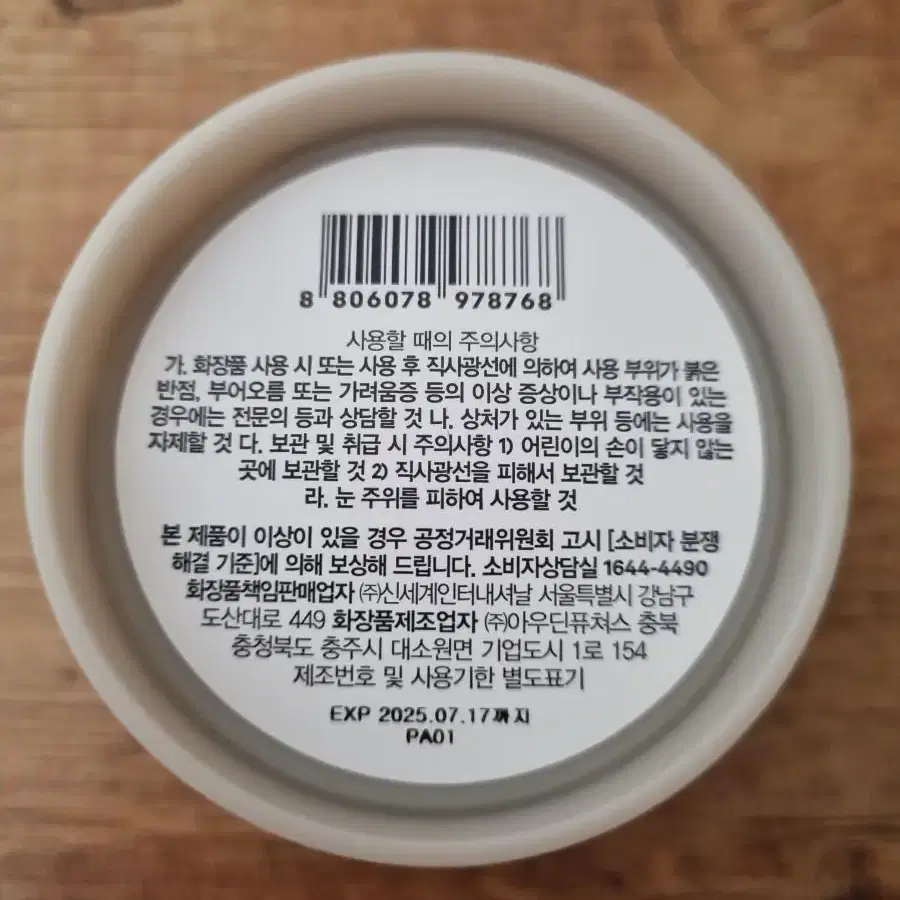 8 806078 978768
사용할 때의 주의사항
가. 화장품 사용 시 또는 사용 후 직사광선에 의하여 사용 부위가 붉은
반점, 부어오름 또는 가려움증 등의 이상 증상이나 부작용이 있는
경우에는 전문의 등과 상담할 것 나. 상처가 있는 부위 등에는 사용을
자제할 것 다. 보관 및 취급 시 주의사항 1) 어린이의 손이 닿지 않는
곳에 보관할 것 2) 직사광선을 피해서 보관할 것
라. 눈 주위를 피하여 사용할 것
본 제품이 이상이 있을 경우 공정거래위원회 고시 [소비자 분쟁
해결 기준]에 의해 보상해 드립니다. 소비자상담실 1644-4490
화장품책임판매업자 ㈜신세계인터내셔날 서울특별시 강남구
도산대로 449 화장품제조업자 ㈜아우딘퓨쳐스 충북
충청북도 충주시 대소원면 기업도시 1로 154
제조번호 및 사용기한 별도표기
EXP 2025.07.17까지
PA01